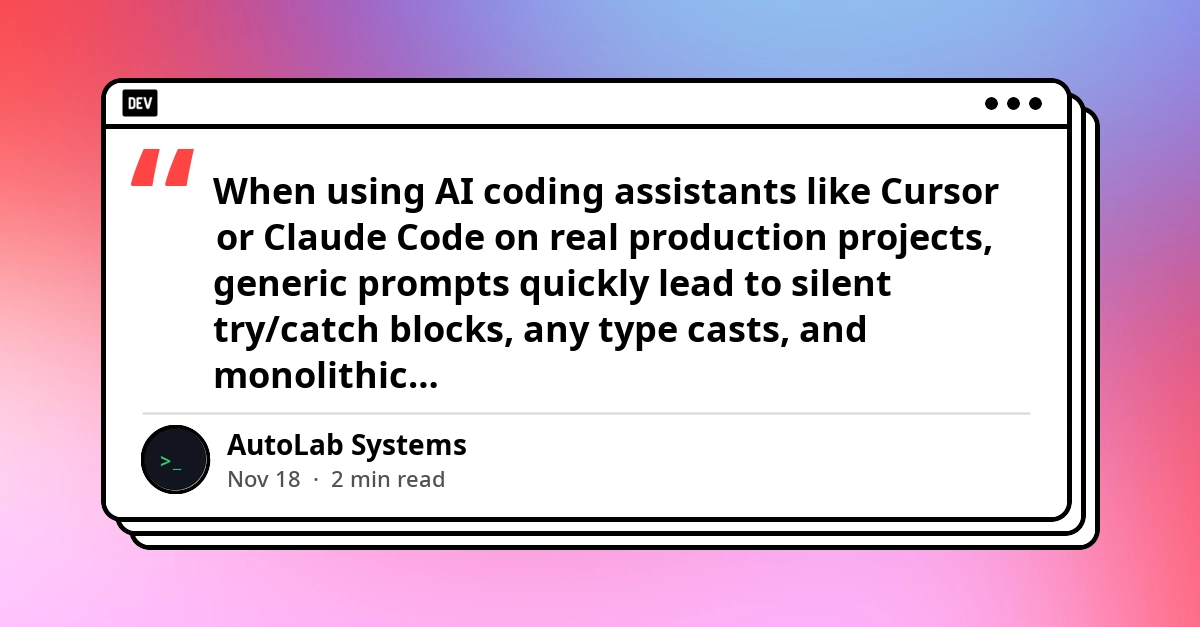 DEV
When using AI coding assistants like Cursor
or Claude Code on real production projects,
generic prompts quickly lead to silent
try/catch blocks, any type casts, and
monolithic...
>_
AutoLab Systems
Nov 18 · 2 min read